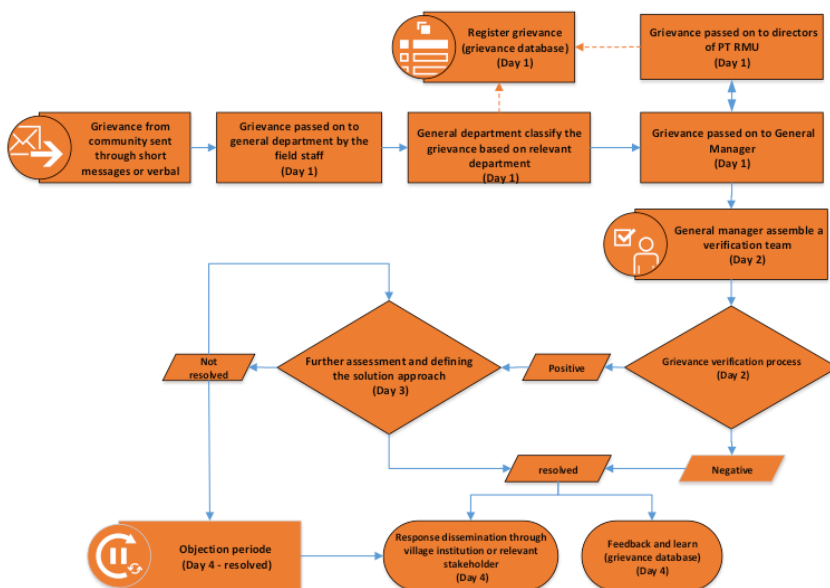 Register grievance
(grievance database)
(Day 1)
Grievance passed on to directors
of PT RMU
(Day 1)
Grievance from
community sent
through short
messages or verbal
Grievance passed on to
general department by the
field staff
(Day 1)
General department classify the
grievance based on relevant
department
(Day 1)
Grievance passed on to General
Manager
(Day 1)
General manager assemble a
verification team
(Day 2)
Grievance verification process
(Day 2)
Positive
Further assessment and defining
the solution approach
(Day 3)
Not
resolved
Negative
resolved
Objection periode
(Day 4 - resolved)
Response dissemination through
village institution or relevant
stakeholder
(Day 4)
Feedback and learn
(grievance database)
(Day 4)